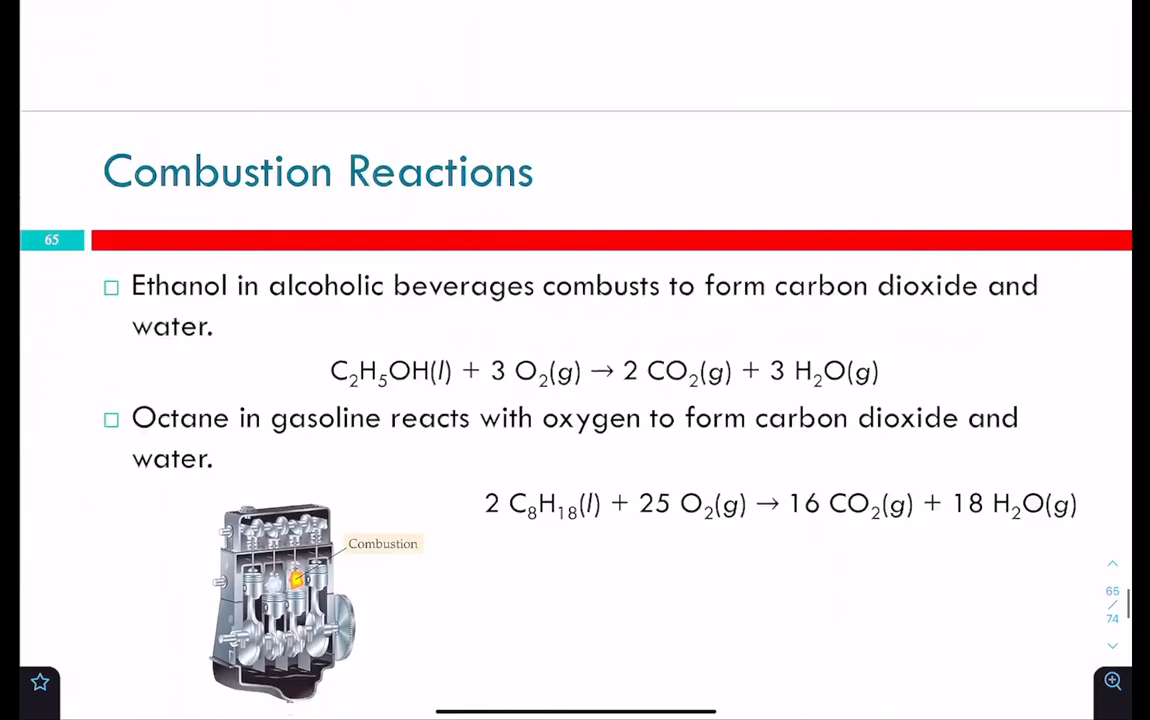 Combustion Reactions
65
□ Ethanol in alcoholic beverages combusts to form carbon dioxide and
water.
C₂H₅OH(l) + 3 O₂(g) → 2 CO₂(g) + 3 H₂O(g)
□ Octane in gasoline reacts with oxygen to form carbon dioxide and
water.
2 C₈H₁₈(l) + 25 O₂(g) → 16 CO₂(g) + 18 H₂O(g)
Combustion
65
/
74